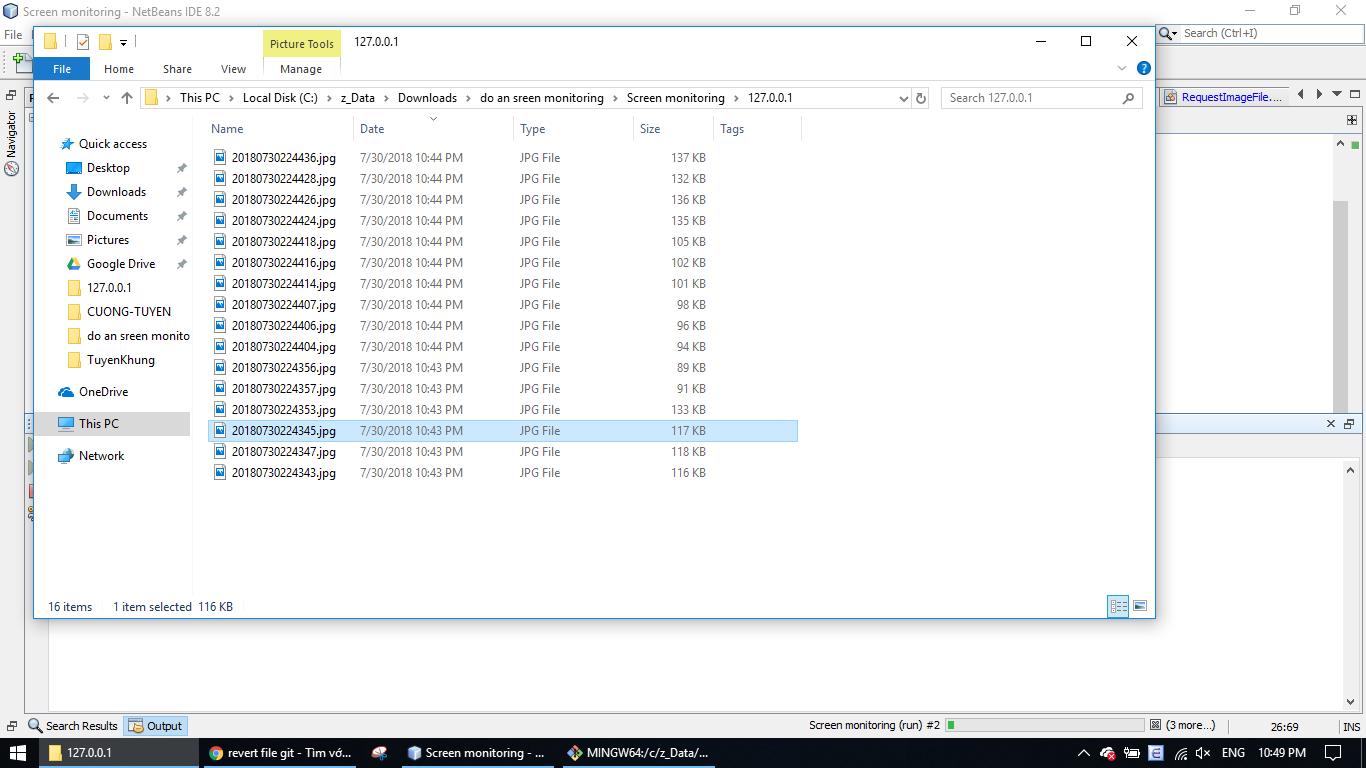 Screen monitoring - NetBeans IDE 8.2
File
Search (Ctrl+I)
Picture Tools
127.0.0.1
File Home Share View Manage
This PC Local Disk (C:) z_Data Downloads do an sreen monitoring Screen monitoring 127.0.0.1
Search 127.0.0.1
RequestImageFile....
Navigator
Name Date Type Size Tags
Quick access
Desktop
Downloads
Documents
Pictures
Google Drive
127.0.0.1
CUONG-TUYEN
do an sreen monito
TuyenKhung
OneDrive
This PC
Network
20180730224436.jpg 7/30/2018 10:44 PM JPG File 137 KB
20180730224428.jpg 7/30/2018 10:44 PM JPG File 132 KB
20180730224426.jpg 7/30/2018 10:44 PM JPG File 136 KB
20180730224424.jpg 7/30/2018 10:44 PM JPG File 135 KB
20180730224418.jpg 7/30/2018 10:44 PM JPG File 105 KB
20180730224416.jpg 7/30/2018 10:44 PM JPG File 102 KB
20180730224414.jpg 7/30/2018 10:44 PM JPG File 101 KB
20180730224407.jpg 7/30/2018 10:44 PM JPG File 98 KB
20180730224406.jpg 7/30/2018 10:44 PM JPG File 96 KB
20180730224404.jpg 7/30/2018 10:44 PM JPG File 94 KB
20180730224356.jpg 7/30/2018 10:43 PM JPG File 89 KB
20180730224357.jpg 7/30/2018 10:43 PM JPG File 91 KB
20180730224353.jpg 7/30/2018 10:43 PM JPG File 133 KB
20180730224345.jpg 7/30/2018 10:43 PM JPG File 117 KB
20180730224347.jpg 7/30/2018 10:43 PM JPG File 118 KB
20180730224343.jpg 7/30/2018 10:43 PM JPG File 116 KB
16 items 1 item selected 116 KB
Search Results Output
Screen monitoring (run) #2 (3 more...) 26:69 INS
127.0.0.1
revert file git - Tìm vớ...
Screen monitoring - ...
MINGW64:/c/z_Data/...
ENG 10:49 PM